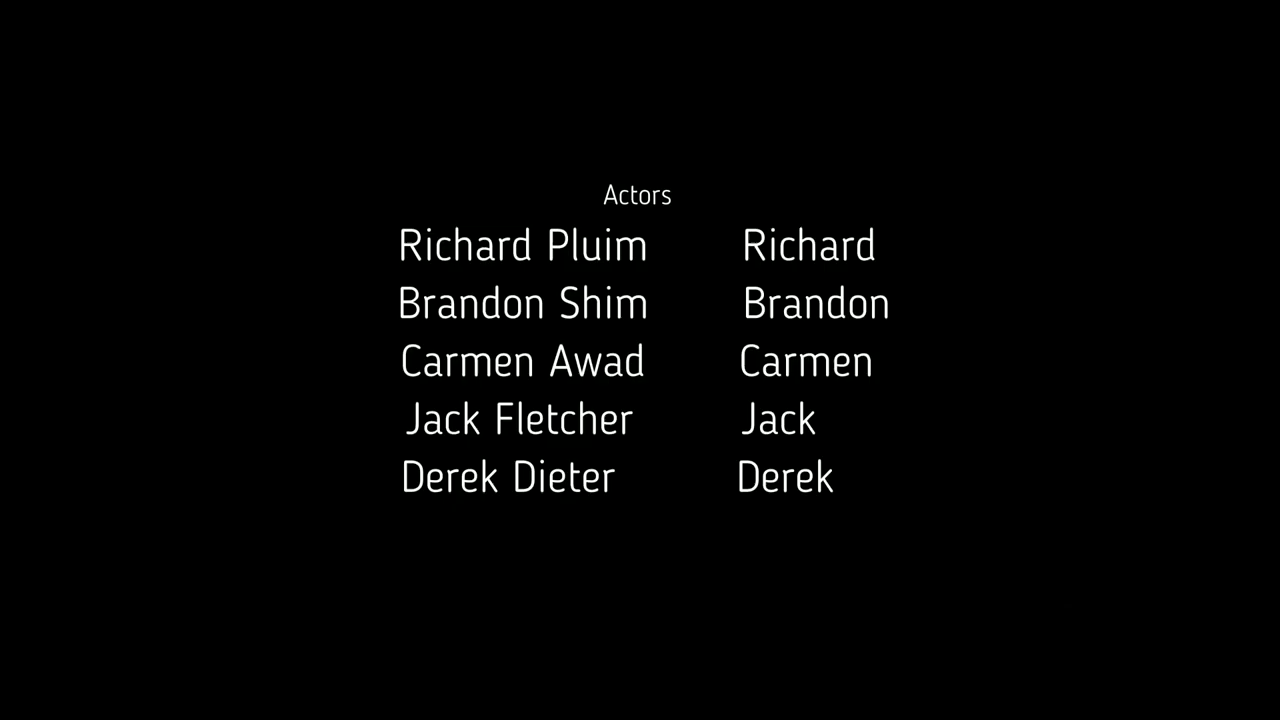 Actors
Richard Pluim Richard
Brandon Shim Brandon
Carmen Awad Carmen
Jack Fletcher Jack
Derek Dieter Derek